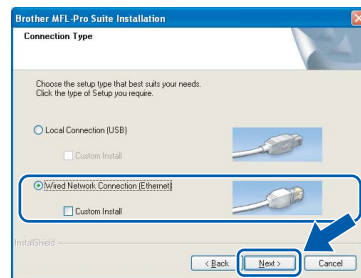 Brother MFL-Pro Suite Installation
Connection Type
Choose the setup type that best suits your needs.
Click the type of Setup you require.
Local Connection (USB)
Custom Install
Wired Network Connection (Ethernet)
Custom Install
InstallShield
< Back
Next >
Cancel